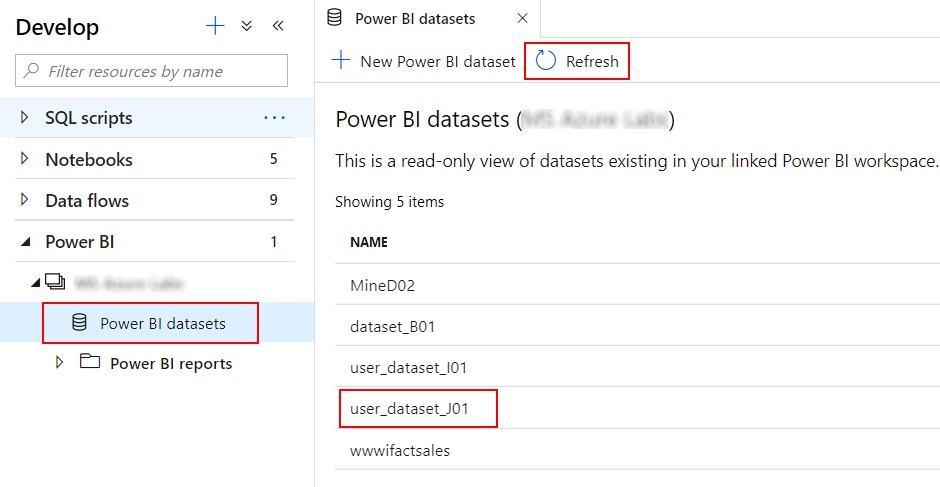 Develop
Filter resources by name
SQL scripts
Notebooks 5
Data flows 9
Power BI 1
Power BI datasets
Power BI reports
Power BI datasets
New Power BI dataset Refresh
Power BI datasets ( )
This is a read-only view of datasets existing in your linked Power BI workspace.
Showing 5 items
NAME
MineD02
dataset_B01
user_dataset_I01
user_dataset_J01
wwwifactsales